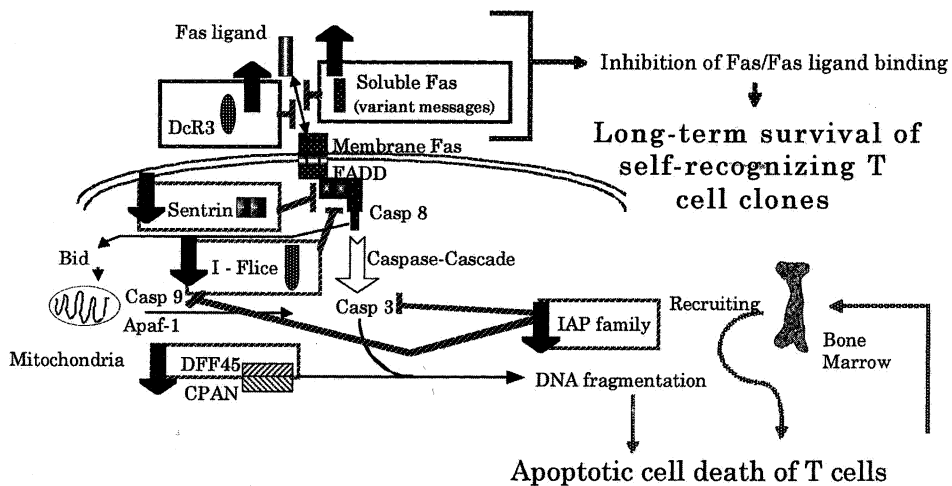 Fas ligand
Soluble Fas
(variant messages)
DcR3
Inhibition of Fas/Fas ligand binding
Long-term survival of
self-recognizing T
cell clones
Membrane Fas
FADD
Sentrin
Casp 8
Bid
I - Flice
Caspase-Cascade
Casp 9
Apaf-1
Casp 3
IAP family
Recruiting
Bone
Marrow
Mitochondria
DFF45
CPAN
DNA fragmentation
Apoptotic cell death of T cells